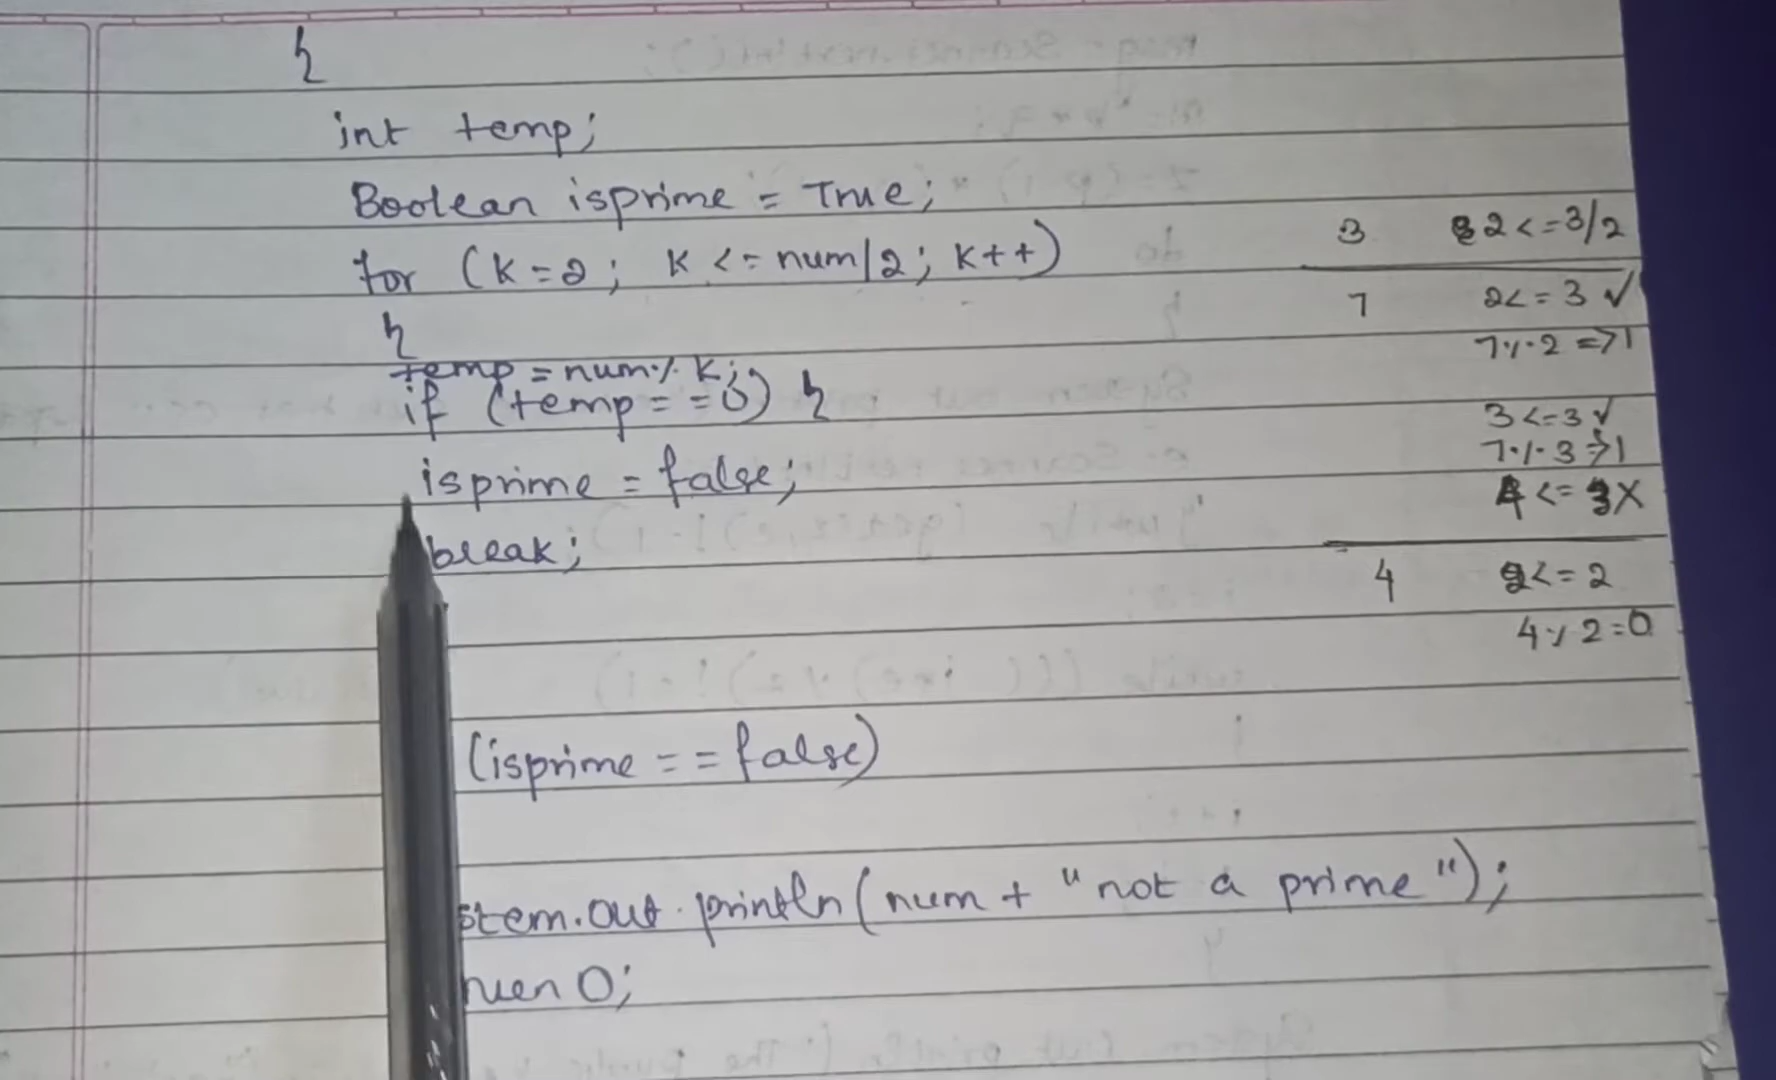 {
int temp;
Boolean isprime = True;
for (k=2; k <= num/2; k++)
{
temp = num % k;
if (temp == 0) {
isprime = false;
break;
(isprime == false)
stem.out.println(num + "not a prime");
0;
3 2<=3/2
7 2<=3 ✓
7%2 =>1
3<=3 ✓
7%3 =>1
4<=3 X
4 2<=2
4%2=0